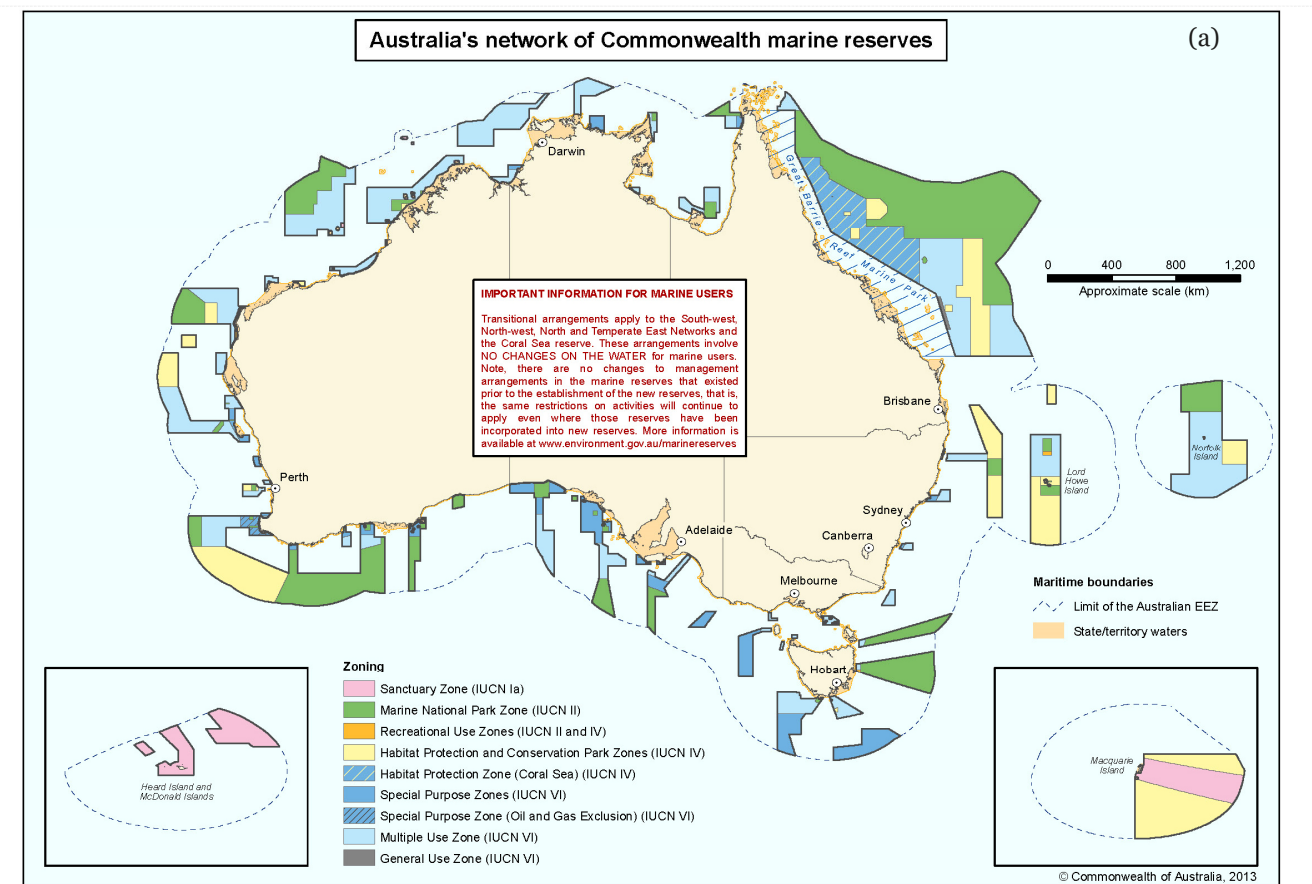 Australia's network of Commonwealth marine reserves
(a)
Darwin
Great Barrie
Reef Marine Park
0 400 800 1,200
Approximate scale (km)
IMPORTANT INFORMATION FOR MARINE USERS
Transitional arrangements apply to the South-west,
North-west, North and Temperate East Networks and
the Coral Sea reserve. These arrangements involve
NO CHANGES ON THE WATER for marine users.
Note, there are no changes to management
arrangements in the marine reserves that existed
prior to the establishment of the new reserves, that is,
the same restrictions on activities will continue to
apply even where those reserves have been
incorporated into new reserves. More information is
available at www.environment.gov.au/marinereserves
Brisbane
Norfolk
Island
Lord
Howe
Island
Perth
Sydney
Adelaide
Canberra
Melbourne
Hobart
Maritime boundaries
Limit of the Australian EEZ
State/territory waters
Zoning
Sanctuary Zone (IUCN Ia)
Marine National Park Zone (IUCN II)
Recreational Use Zones (IUCN II and IV)
Habitat Protection and Conservation Park Zones (IUCN IV)
Habitat Protection Zone (Coral Sea) (IUCN IV)
Special Purpose Zones (IUCN VI)
Special Purpose Zone (Oil and Gas Exclusion) (IUCN VI)
Multiple Use Zone (IUCN VI)
General Use Zone (IUCN VI)
Heard Island and
McDonald Islands
Macquarie
Island
© Commonwealth of Australia, 2013